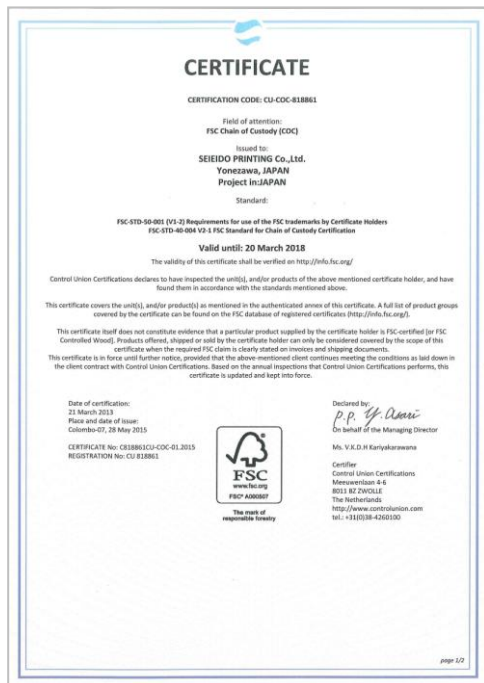 CERTIFICATE
CERTIFICATION CODE: CU-COC-818861
Field of attention:
FSC Chain of Custody (COC)
Issued to:
SEIEIDO PRINTING Co.,Ltd.
Yonezawa, JAPAN
Project in:JAPAN
Standard:
FSC-STD-50-001 (V1-2) Requirements for use of the FSC trademarks by Certificate Holders
FSC-STD-40-004 V2-1 FSC Standard for Chain of Custody Certification
Valid until: 20 March 2018
The validity of this certificate shall be verified on http://info.fsc.org/
Control Union Certifications declares to have inspected the unit(s), and/or products of the above mentioned certificate holder, and have
found them in accordance with the standards mentioned above.
This certificate covers the unit(s), and/or product(s) as mentioned in the authenticated annex of this certificate. A full list of product groups
covered by the certificate can be found on the FSC database of registered certificates (http://info.fsc.org/).
This certificate itself does not constitute evidence that a particular product supplied by the certificate holder is FSC-certified [or FSC
Controlled Wood]. Products offered, shipped or sold by the certificate holder can only be considered covered by the scope of this
certificate when the required FSC claim is clearly stated on invoices and shipping documents.
This certificate is in force until further notice, provided that the above-mentioned client continues meeting the conditions as laid down in
the client contract with Control Union Certifications. Based on the annual inspections that Control Union Certifications performs, this
certificate is updated and kept into force.
Date of certification:
21 March 2013
Place and date of issue:
Colombo-07, 28 May 2015
CERTIFICATE No: C818861CU-COC-01.2015
REGISTRATION No: CU 818861
FSC
www.fsc.org
FSC® A000507
The mark of
responsible forestry
Declared by:
p.p. Y. Asari
On behalf of the Managing Director
Ms. V.K.D.H Kariyakarawana
Certifier
Control Union Certifications
Meeuwenlaan 4-6
8011 BZ ZWOLLE
The Netherlands
http://www.controlunion.com
tel.: +31(0)38-4260100
page 1/2